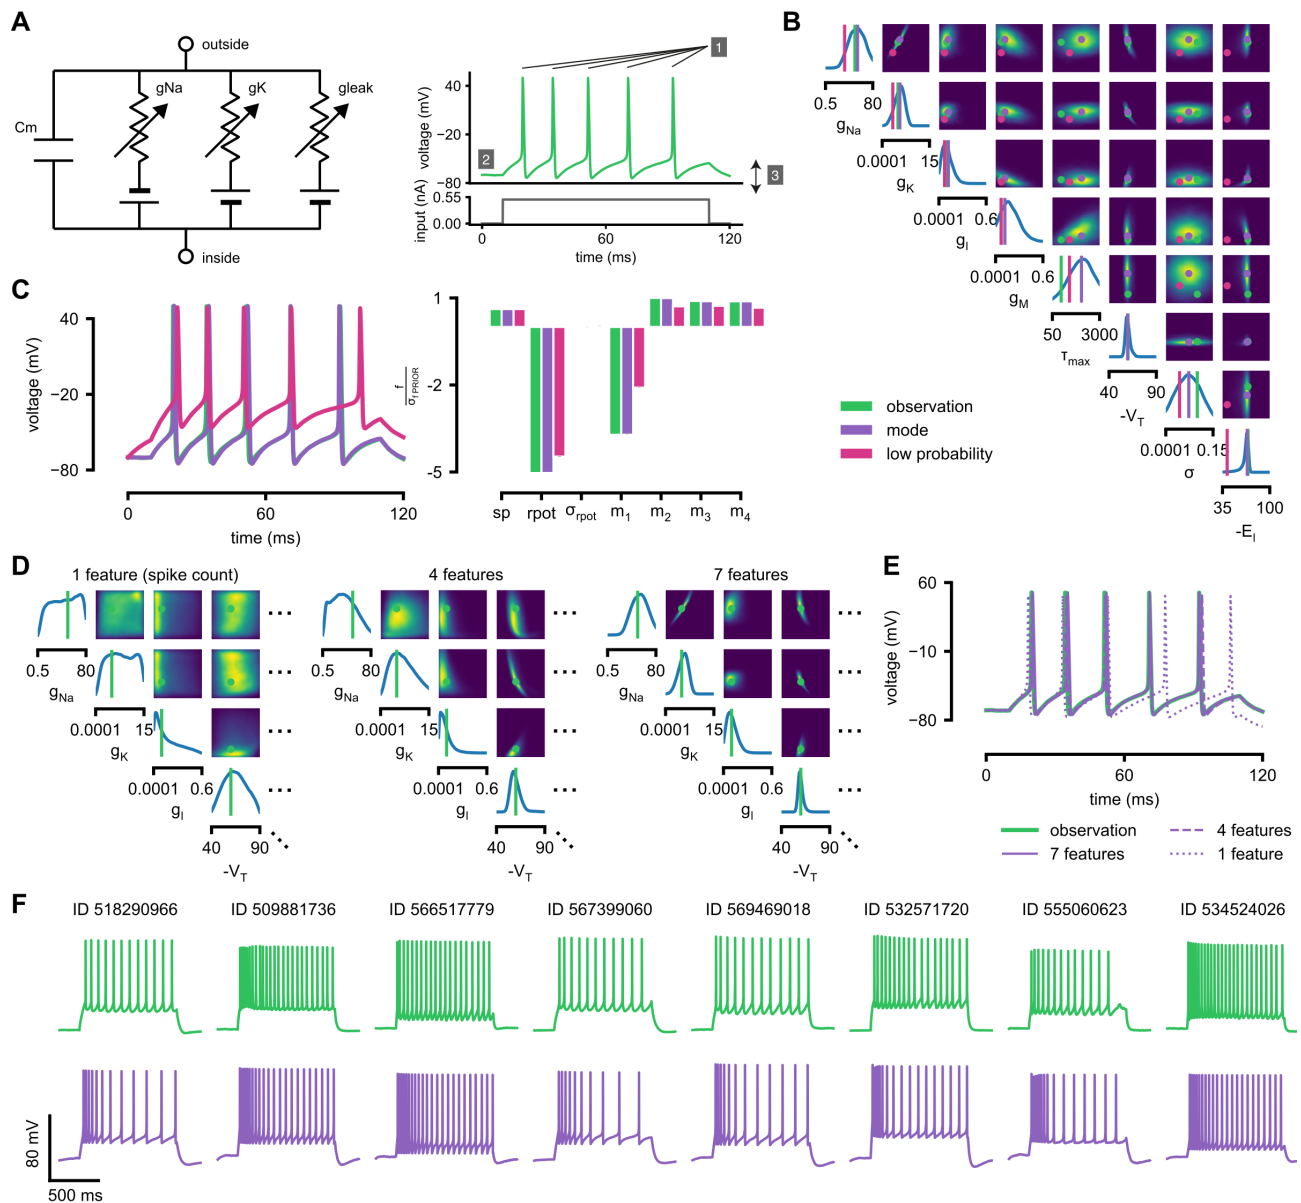 A
outside
gNa
gK
gleak
Cm
inside
1
2
3
voltage (mV)
40
−20
−80
input (nA)
0.55
0.00
0
60
120
time (ms)
B
0.5
80
gNa
0.0001
15
gK
0.0001
0.6
gl
0.0001
0.6
gM
50
3000
τmax
40
90
-VT
0.0001
0.15
σ
35
100
-El
C
voltage (mV)
40
−20
−80
0
60
120
time (ms)
f
σf PRIOR
1
-2
-5
sp
rpot
σrpot
m1
m2
m3
m4
observation
mode
low probability
D
1 feature (spike count)
0.5
80
gNa
0.0001
15
gK
0.0001
0.6
gl
40
90
-VT
4 features
0.5
80
gNa
0.0001
15
gK
0.0001
0.6
gl
40
90
-VT
7 features
0.5
80
gNa
0.0001
15
gK
0.0001
0.6
gl
40
90
-VT
E
voltage (mV)
60
−10
−80
0
60
120
time (ms)
observation
7 features
4 features
1 feature
F
ID 518290966
ID 509881736
ID 566517779
ID 567399060
ID 569469018
ID 532571720
ID 555060623
ID 534524026
80 mV
500 ms